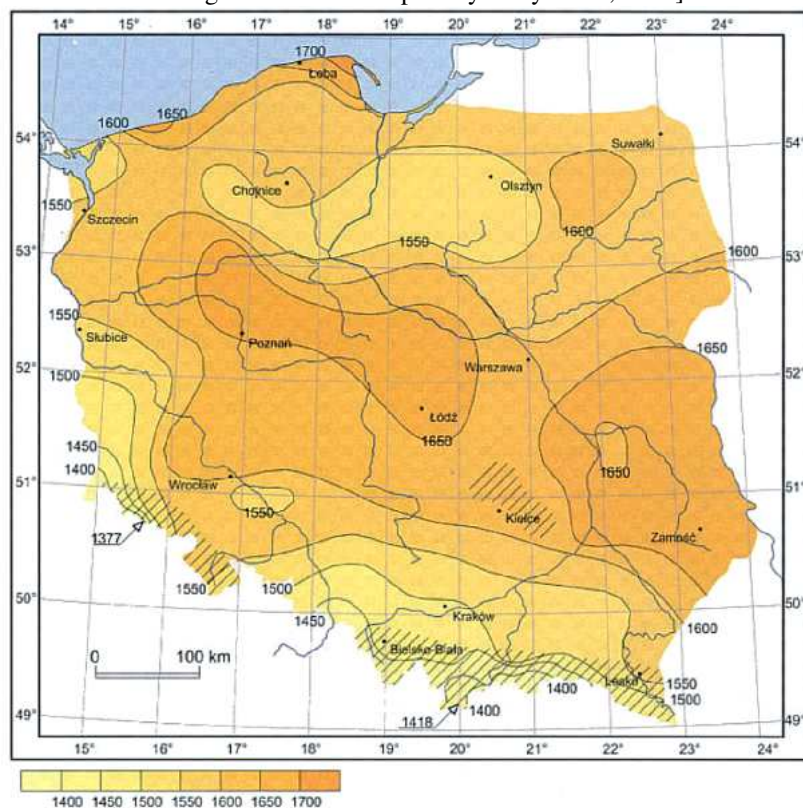 14° 15° 16° 17° 18° 19° 20° 21° 22° 23°
1700
Łeba
1650
1600
54° 54°
Suwałki
Chojnice
Olsztyn
1550
Szczecin
1600
1550
1600
53° 53°
1550
Słubice
Poznań
1650
52° Warszawa 52°
1500
Łódź
1650
1450
1400
1650
51° Wrocław 51°
1550
Kielce
Zamość
1377
1550
1500
50° 50°
1450
Kraków
1600
0 100 km
Bielsko-Biała
Lesko
1550
1400
1500
49° 1418 1400 49°
15° 16° 17° 18° 19° 20° 21° 22° 23° 24°
1400 1450 1500 1550 1600 1650 1700